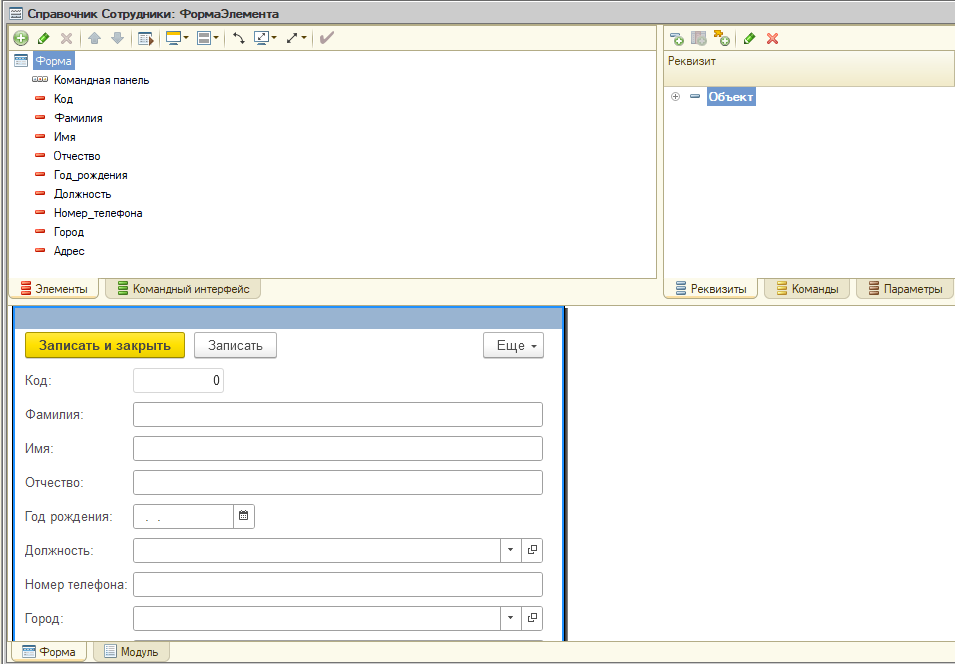 Справочник Сотрудники: ФормаЭлемента
Форма
Командная панель
Код
Фамилия
Имя
Отчество
Год_рождения
Должность
Номер_телефона
Город
Адрес
Элементы
Командный интерфейс
Реквизит
Объект
Реквизиты
Команды
Параметры
Записать и закрыть
Записать
Еще
Код:
0
Фамилия:
Имя:
Отчество:
Год рождения:
. .
Должность:
Номер телефона:
Город:
Форма
Модуль